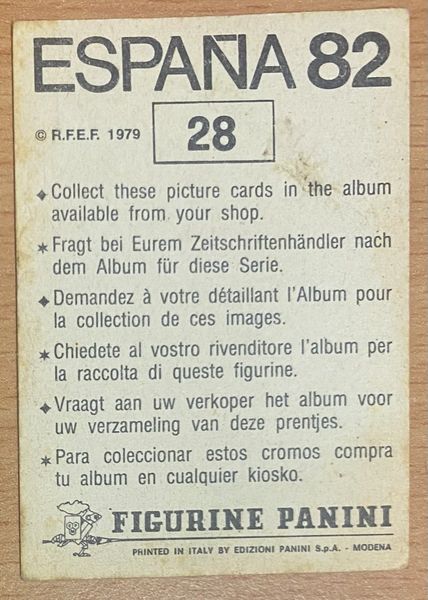 ESPAÑA 82
© R.F.E.F. 1979
28
◆ Collect these picture cards in the album
available from your shop.
✶ Fragt bei Eurem Zeitschriftenhändler nach
dem Album für diese Serie.
◆ Demandez à votre détaillant l'Album pour
la collection de ces images.
✶ Chiedete al vostro rivenditore l'album per
la raccolta di queste figurine.
◆ Vraagt aan uw verkoper het album voor
uw verzameling van deze prentjes.
✶ Para coleccionar estos cromos compra
tu album en cualquier kiosko.
FIGURINE PANINI
PRINTED IN ITALY BY EDIZIONI PANINI S.p.A. - MODENA